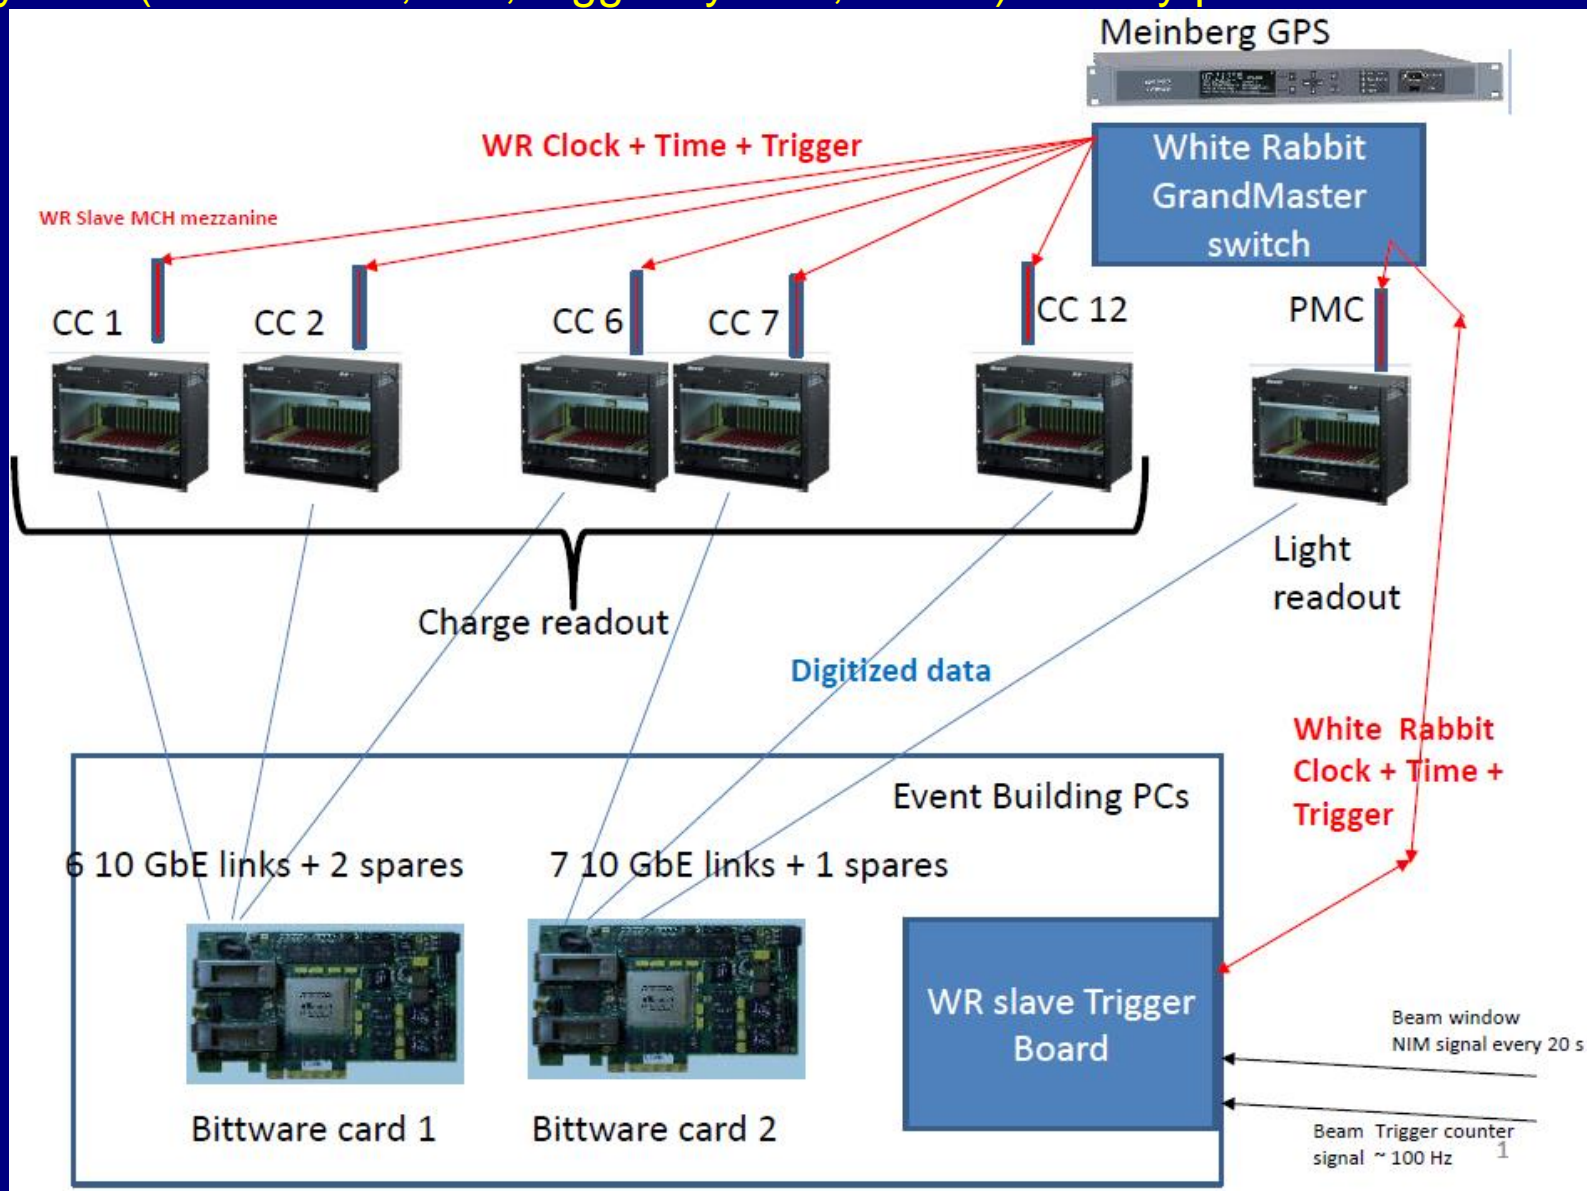 Meinberg GPS
WR Clock + Time + Trigger
White Rabbit
GrandMaster
switch
WR Slave MCH mezzanine
CC 1
CC 2
CC 6
CC 7
CC 12
PMC
Light
readout
Charge readout
Digitized data
White Rabbit
Clock + Time +
Trigger
Event Building PCs
6 10 GbE links + 2 spares
7 10 GbE links + 1 spares
WR slave Trigger
Board
Beam window
NIM signal every 20 s
Bittware card 1
Bittware card 2
Beam Trigger counter
signal ~ 100 Hz
1